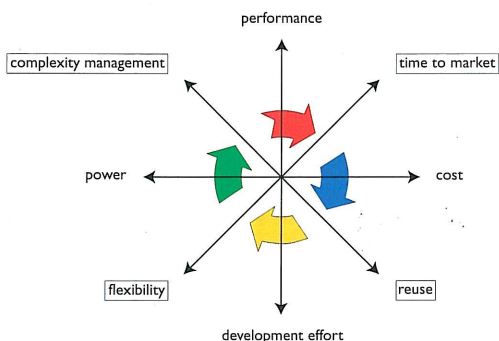 performance
complexity management
time to market
power
cost
flexibility
reuse
development effort